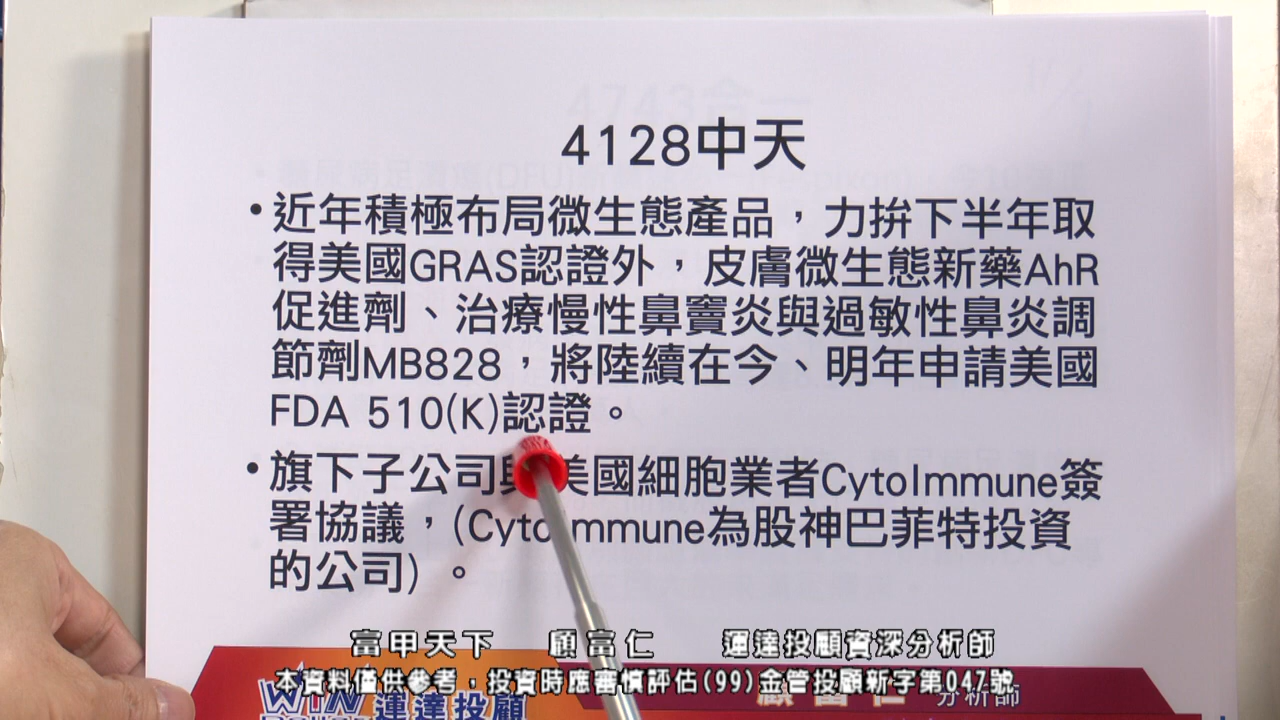 4128中天
•近年積極布局微生態產品，力拚下半年取
得美國GRAS認證外，皮膚微生態新藥AhR
促進劑、治療慢性鼻竇炎與過敏性鼻炎調
節劑MB828，將陸續在今、明年申請美國
FDA 510(K)認證。
•旗下子公司與美國細胞業者CytoImmune簽
署協議，(CytoImmune為股神巴菲特投資
的公司) 。
富甲天下 顧富仁 運達投顧資深分析師
本資料僅供參考，投資時應審慎評估(99)金管投顧新字第047號
WIN 運達投顧 顧富仁 分析師